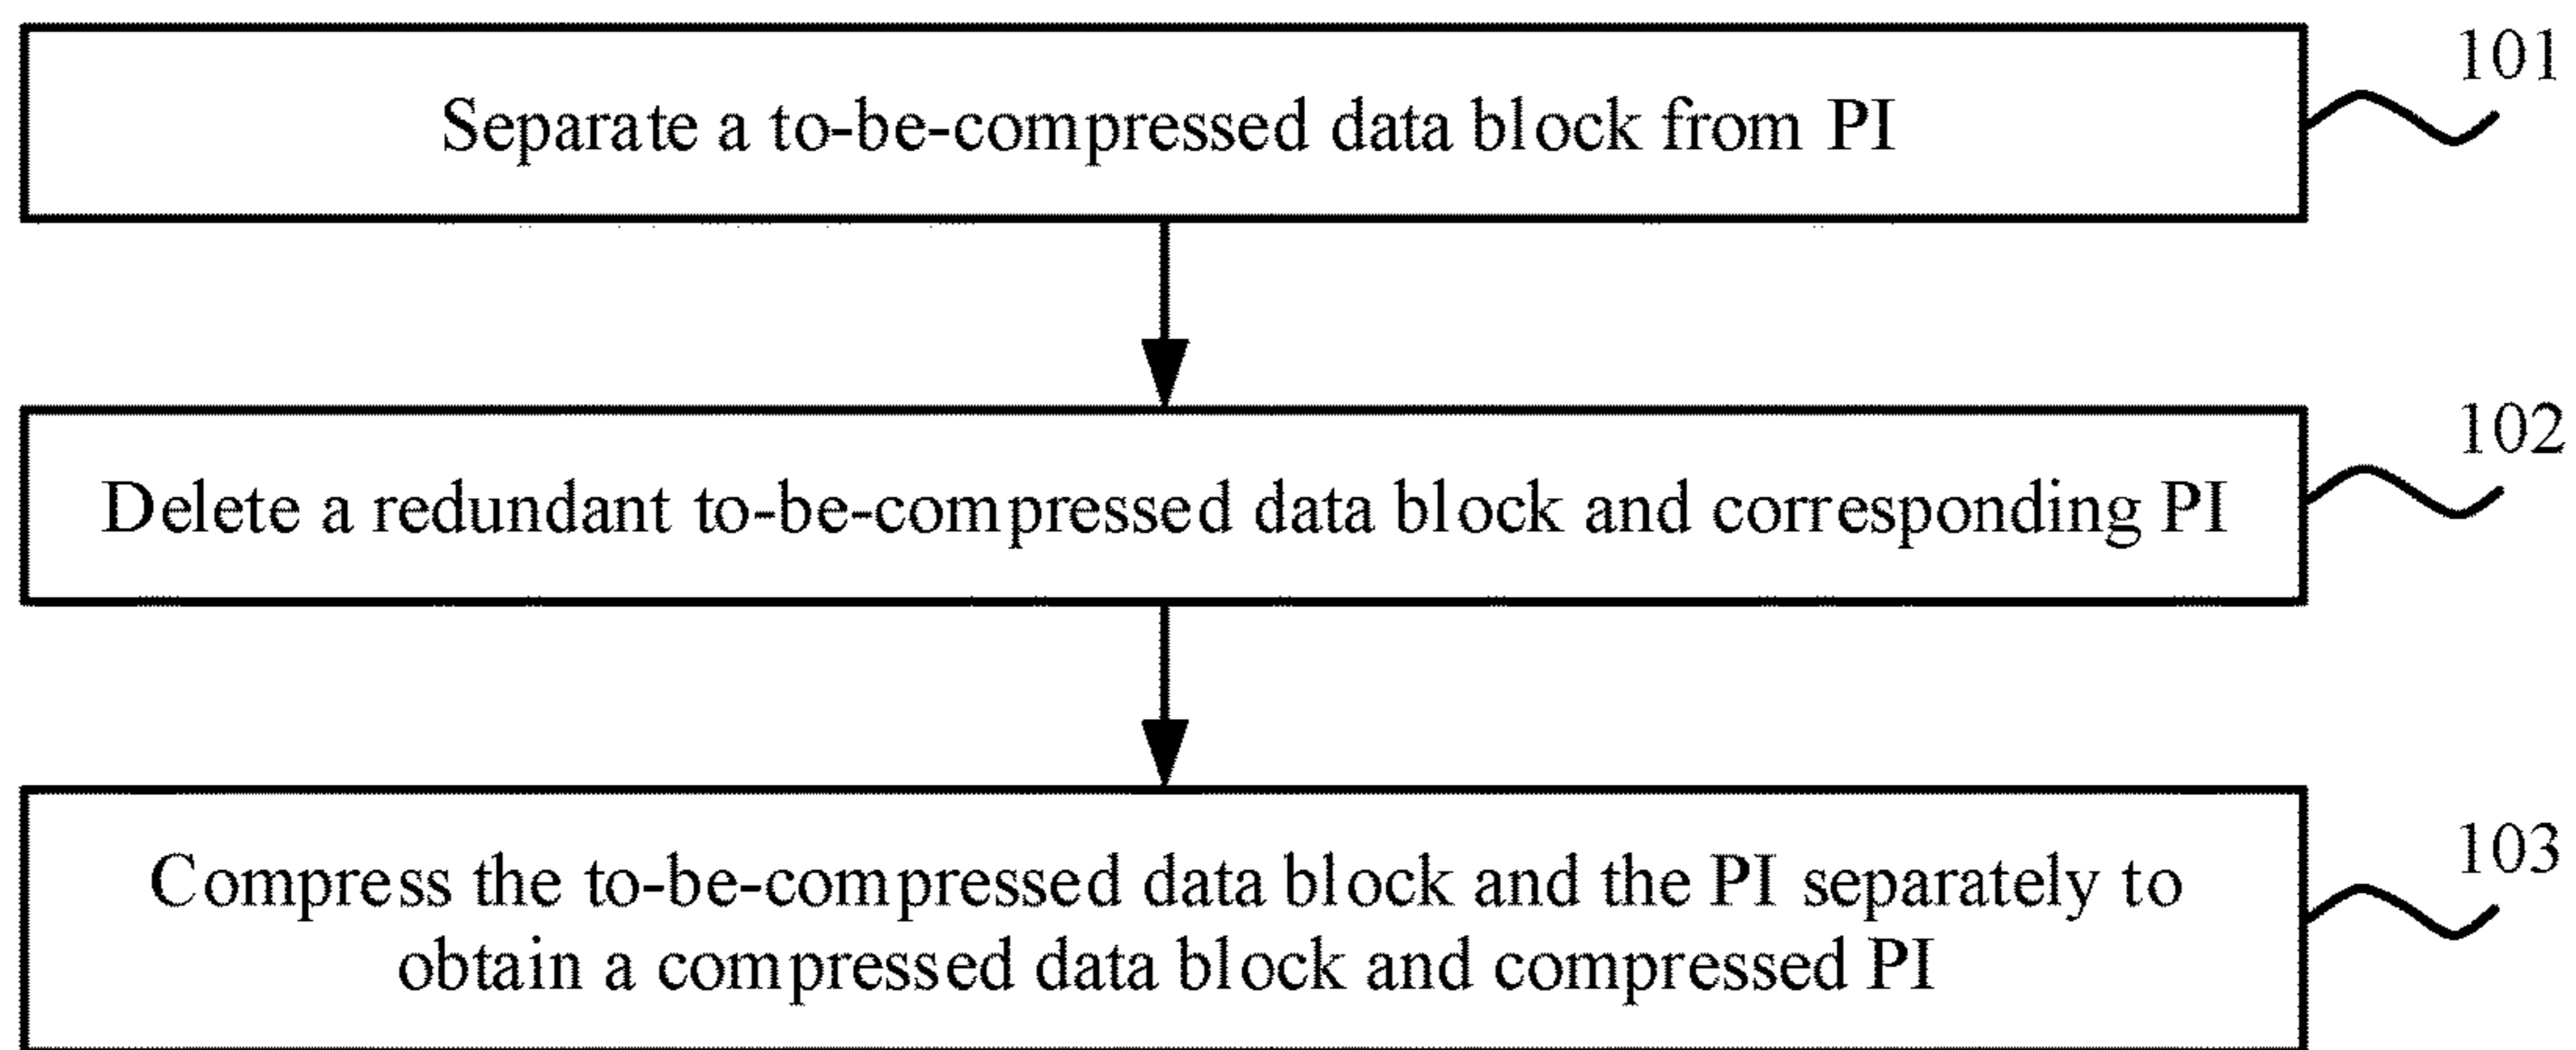 101
Separate a to-be-compressed data block from PI
102
Delete a redundant to-be-compressed data block and corresponding PI
103
Compress the to-be-compressed data block and the PI separately to
obtain a compressed data block and compressed PI